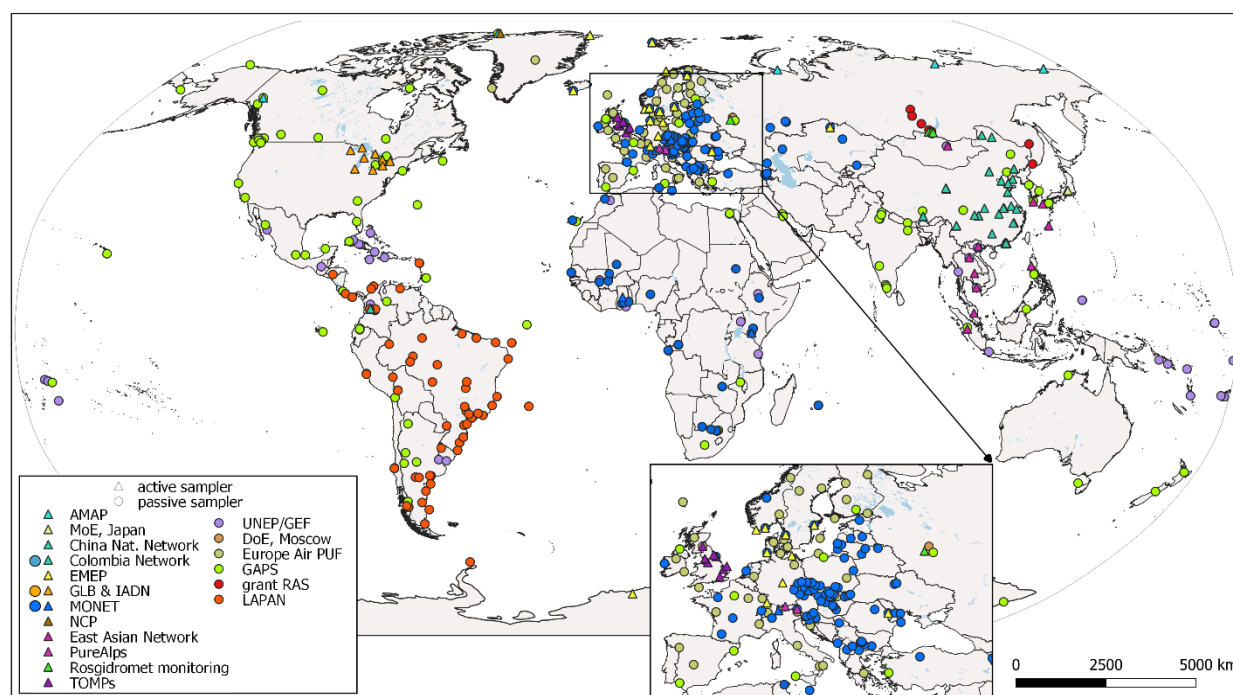 active sampler
passive sampler
AMAP
MoE, Japan
China Nat. Network
Colombia Network
EMEP
GLB & IADN
MONET
NCP
East Asian Network
PureAlps
Rosgidromet monitoring
TOMPs
UNEP/GEF
DoE, Moscow
Europe Air PUF
GAPS
grant RAS
LAPAN
0 2500 5000 km